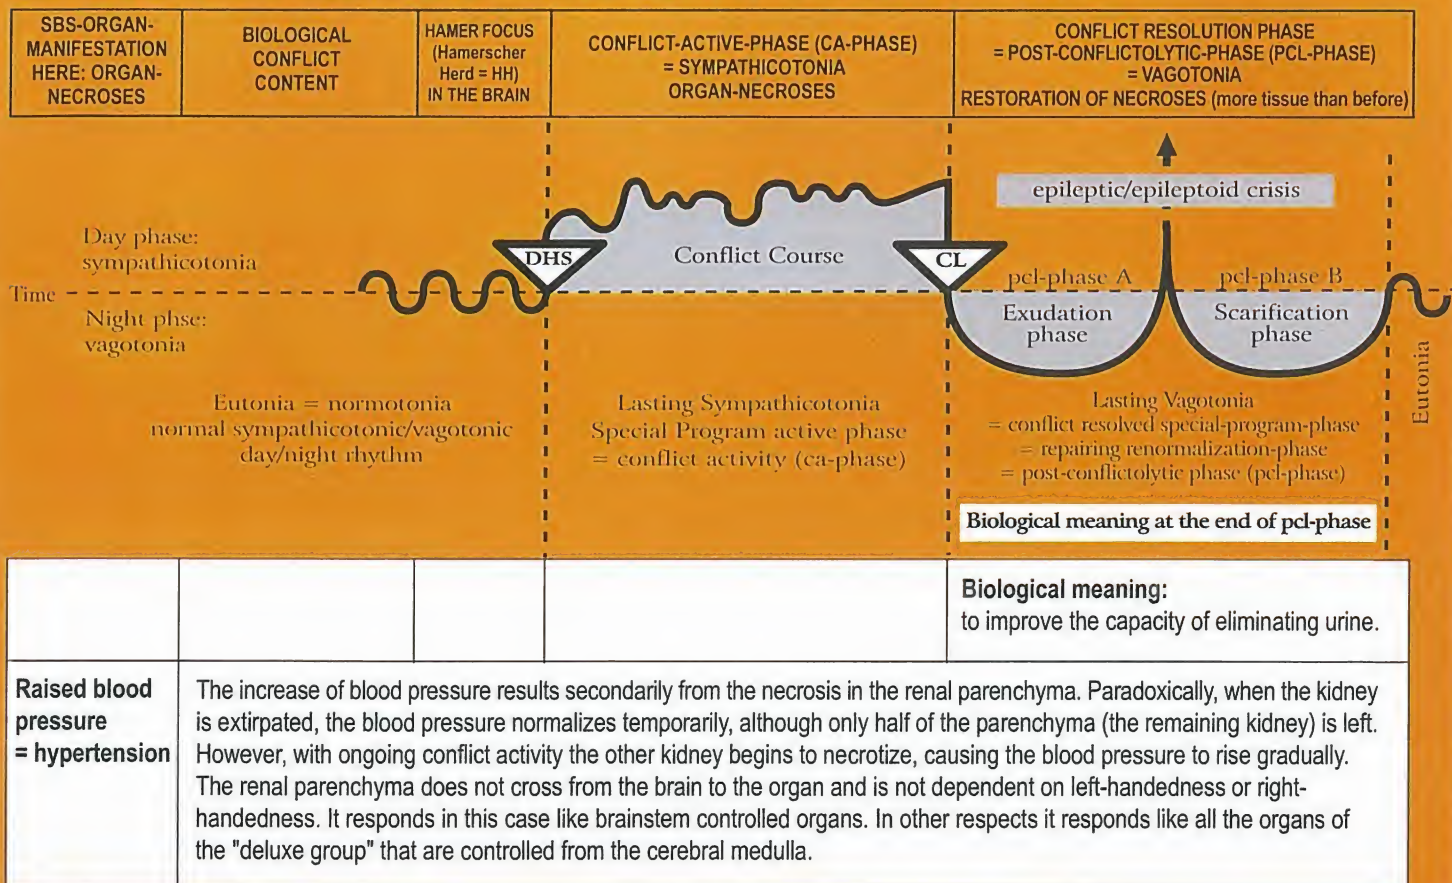 SBS-ORGAN-
MANIFESTATION
HERE: ORGAN-
NECROSES
BIOLOGICAL
CONFLICT
CONTENT
HAMER FOCUS
(Hamerscher
Herd = HH)
IN THE BRAIN
CONFLICT-ACTIVE-PHASE (CA-PHASE)
= SYMPATHICOTONIA
ORGAN-NECROSES
CONFLICT RESOLUTION PHASE
= POST-CONFLICTOLYTIC-PHASE (PCL-PHASE)
= VAGOTONIA
RESTORATION OF NECROSES (more tissue than before)
epileptic/epileptoid crisis
Day phase:
sympathicotonia
DHS
Conflict Course
CL
pcl-phase A
pcl-phase B
Time
Night phse:
vagotonia
Exudation
phase
Scarification
phase
Eutonia
Eutonia = normotonia
normal sympathicotonic/vagotonic
day/night rhythm
Lasting Sympathicotonia
Special Program active phase
= conflict activity (ca-phase)
Lasting Vagotonia
= conflict resolved special-program-phase
= repairing renormalization-phase
= post-conflictolytic phase (pcl-phase)
Biological meaning at the end of pcl-phase
Biological meaning:
to improve the capacity of eliminating urine.
Raised blood
pressure
= hypertension
The increase of blood pressure results secondarily from the necrosis in the renal parenchyma. Paradoxically, when the kidney
is extirpated, the blood pressure normalizes temporarily, although only half of the parenchyma (the remaining kidney) is left.
However, with ongoing conflict activity the other kidney begins to necrotize, causing the blood pressure to rise gradually.
The renal parenchyma does not cross from the brain to the organ and is not dependent on left-handedness or right-
handedness. It responds in this case like brainstem controlled organs. In other respects it responds like all the organs of
the "deluxe group" that are controlled from the cerebral medulla.